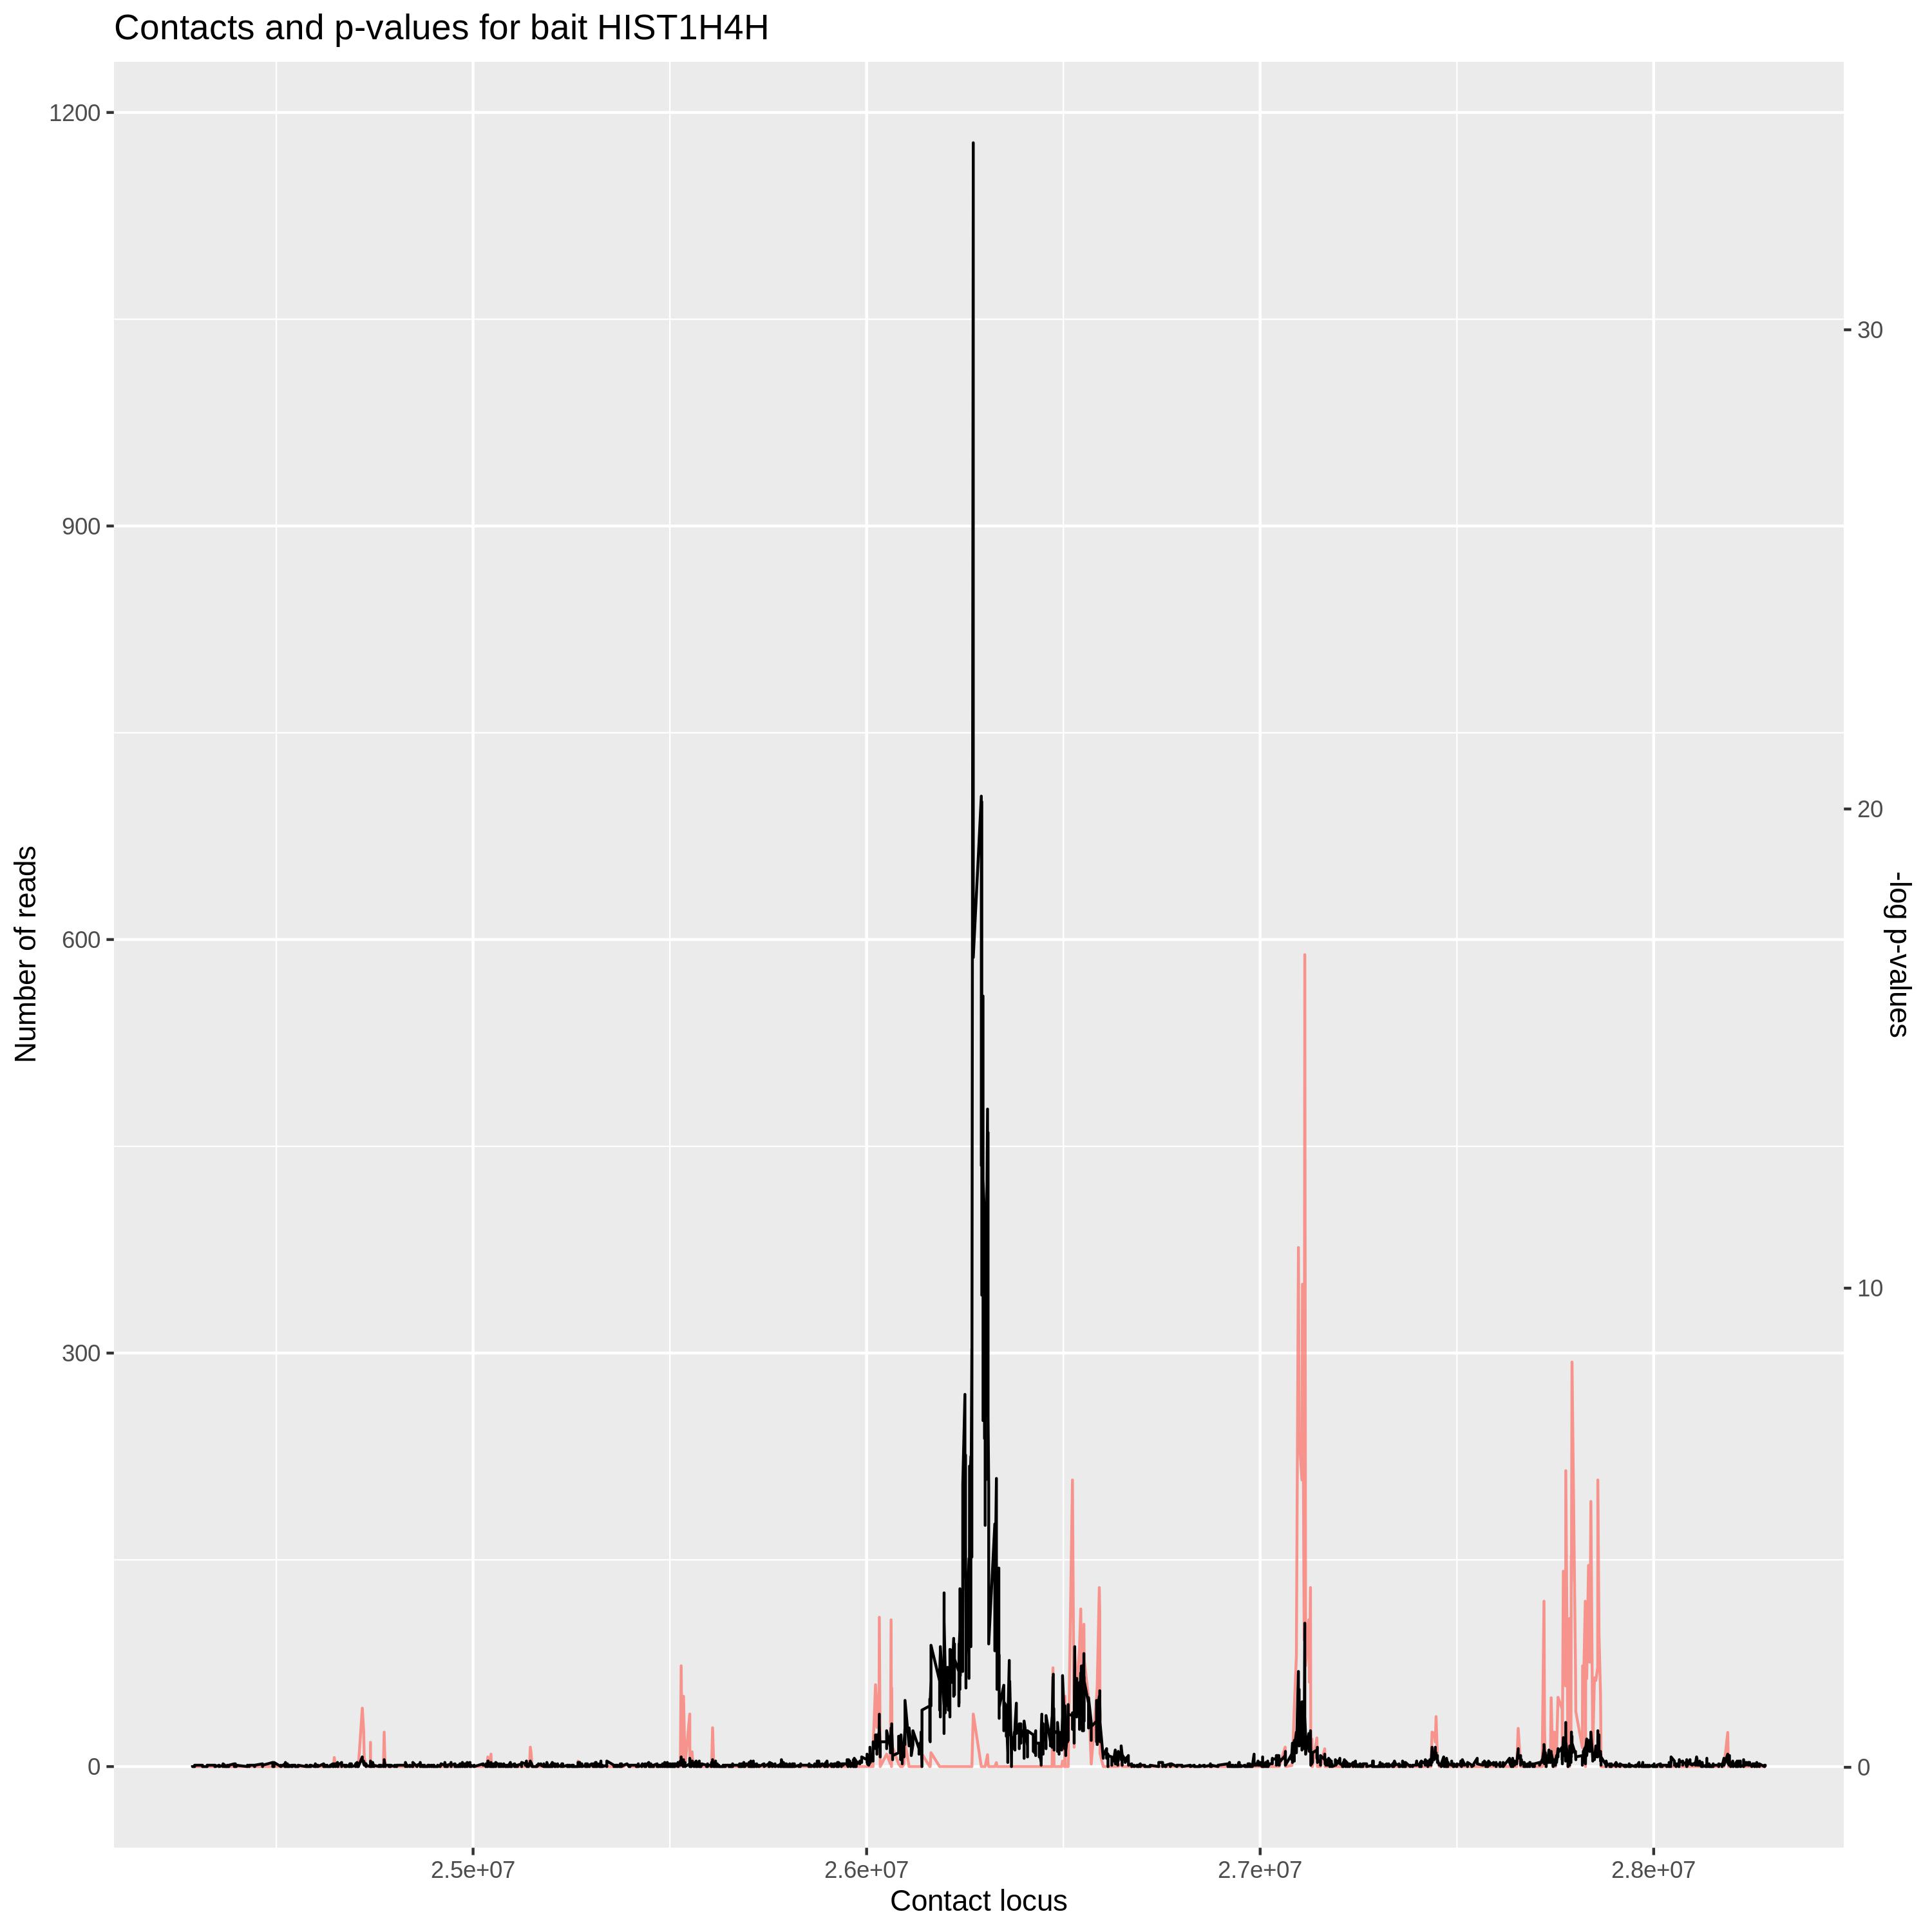 Contacts and p-values for bait HIST1H4H
1200
900
600
300
0
Number of reads
30
20
10
0
-log p-values
2.5e+07
2.6e+07
2.7e+07
2.8e+07
Contact locus